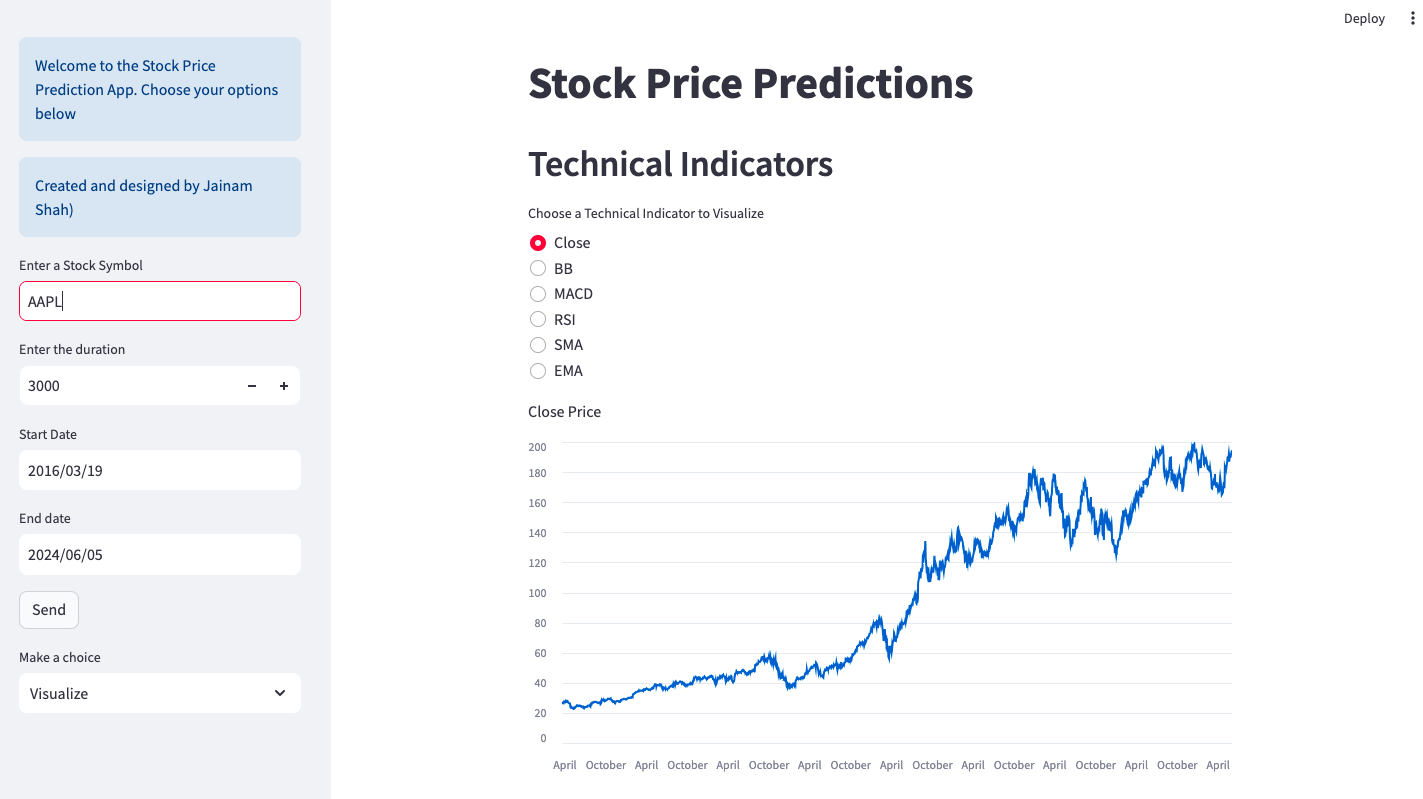 Deploy
Welcome to the Stock Price
Prediction App. Choose your options
below
Created and designed by Jainam
Shah)
Enter a Stock Symbol
AAPL
Enter the duration
3000
Start Date
2016/03/19
End date
2024/06/05
Send
Make a choice
Visualize
Stock Price Predictions
Technical Indicators
Choose a Technical Indicator to Visualize
Close
BB
MACD
RSI
SMA
EMA
Close Price
200
180
160
140
120
100
80
60
40
20
0
April October April October April October April October April October April October April October April October April